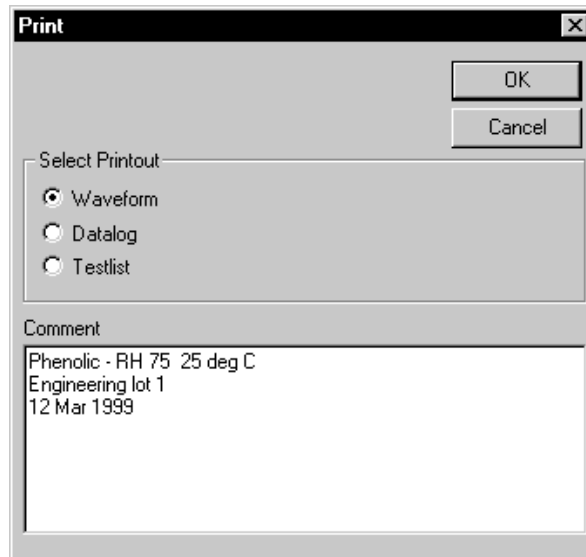 Print
OK
Cancel
Select Printout
Waveform
Datalog
Testlist
Comment
Phenolic - RH 75  25 deg C
Engineering lot 1
12 Mar 1999